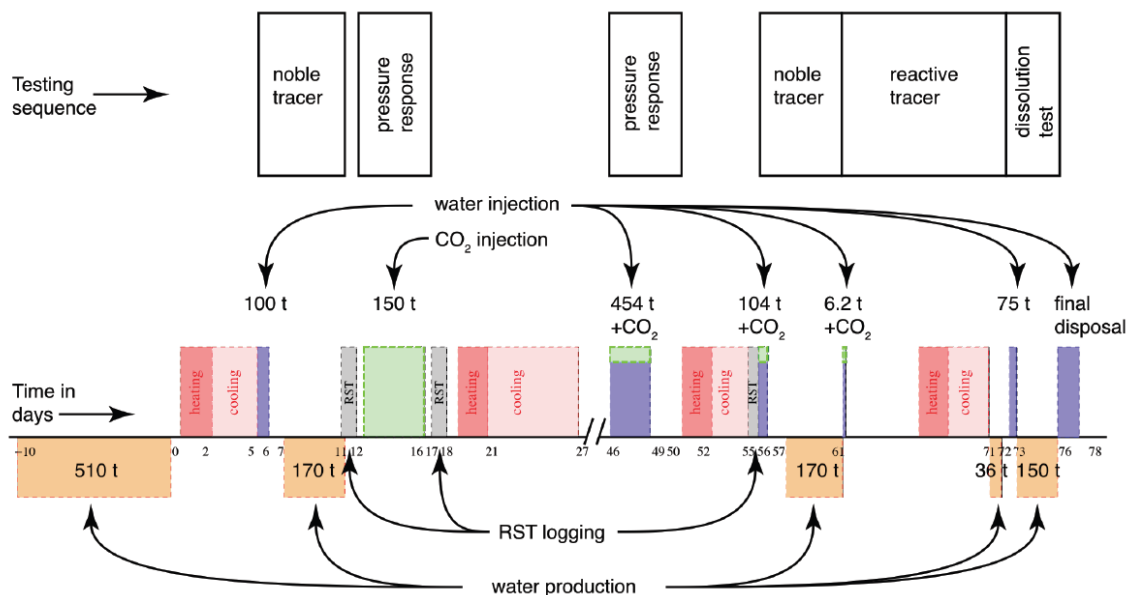 Testing
sequence
noble
tracer
pressure
response
pressure
response
noble
tracer
reactive
tracer
dissolution
test
water injection
CO₂ injection
100 t
150 t
454 t
+CO₂
104 t
+CO₂
6.2 t
+CO₂
75 t
final
disposal
Time in
days
heating
cooling
RST
RST
heating
cooling
heating
cooling
RST
heating
cooling
−10
0
2
5
6
7
11
12
16
17
18
21
27
46
49
50
52
55
56
57
61
71
72
73
76
78
510 t
170 t
170 t
36 t
150 t
RST logging
water production